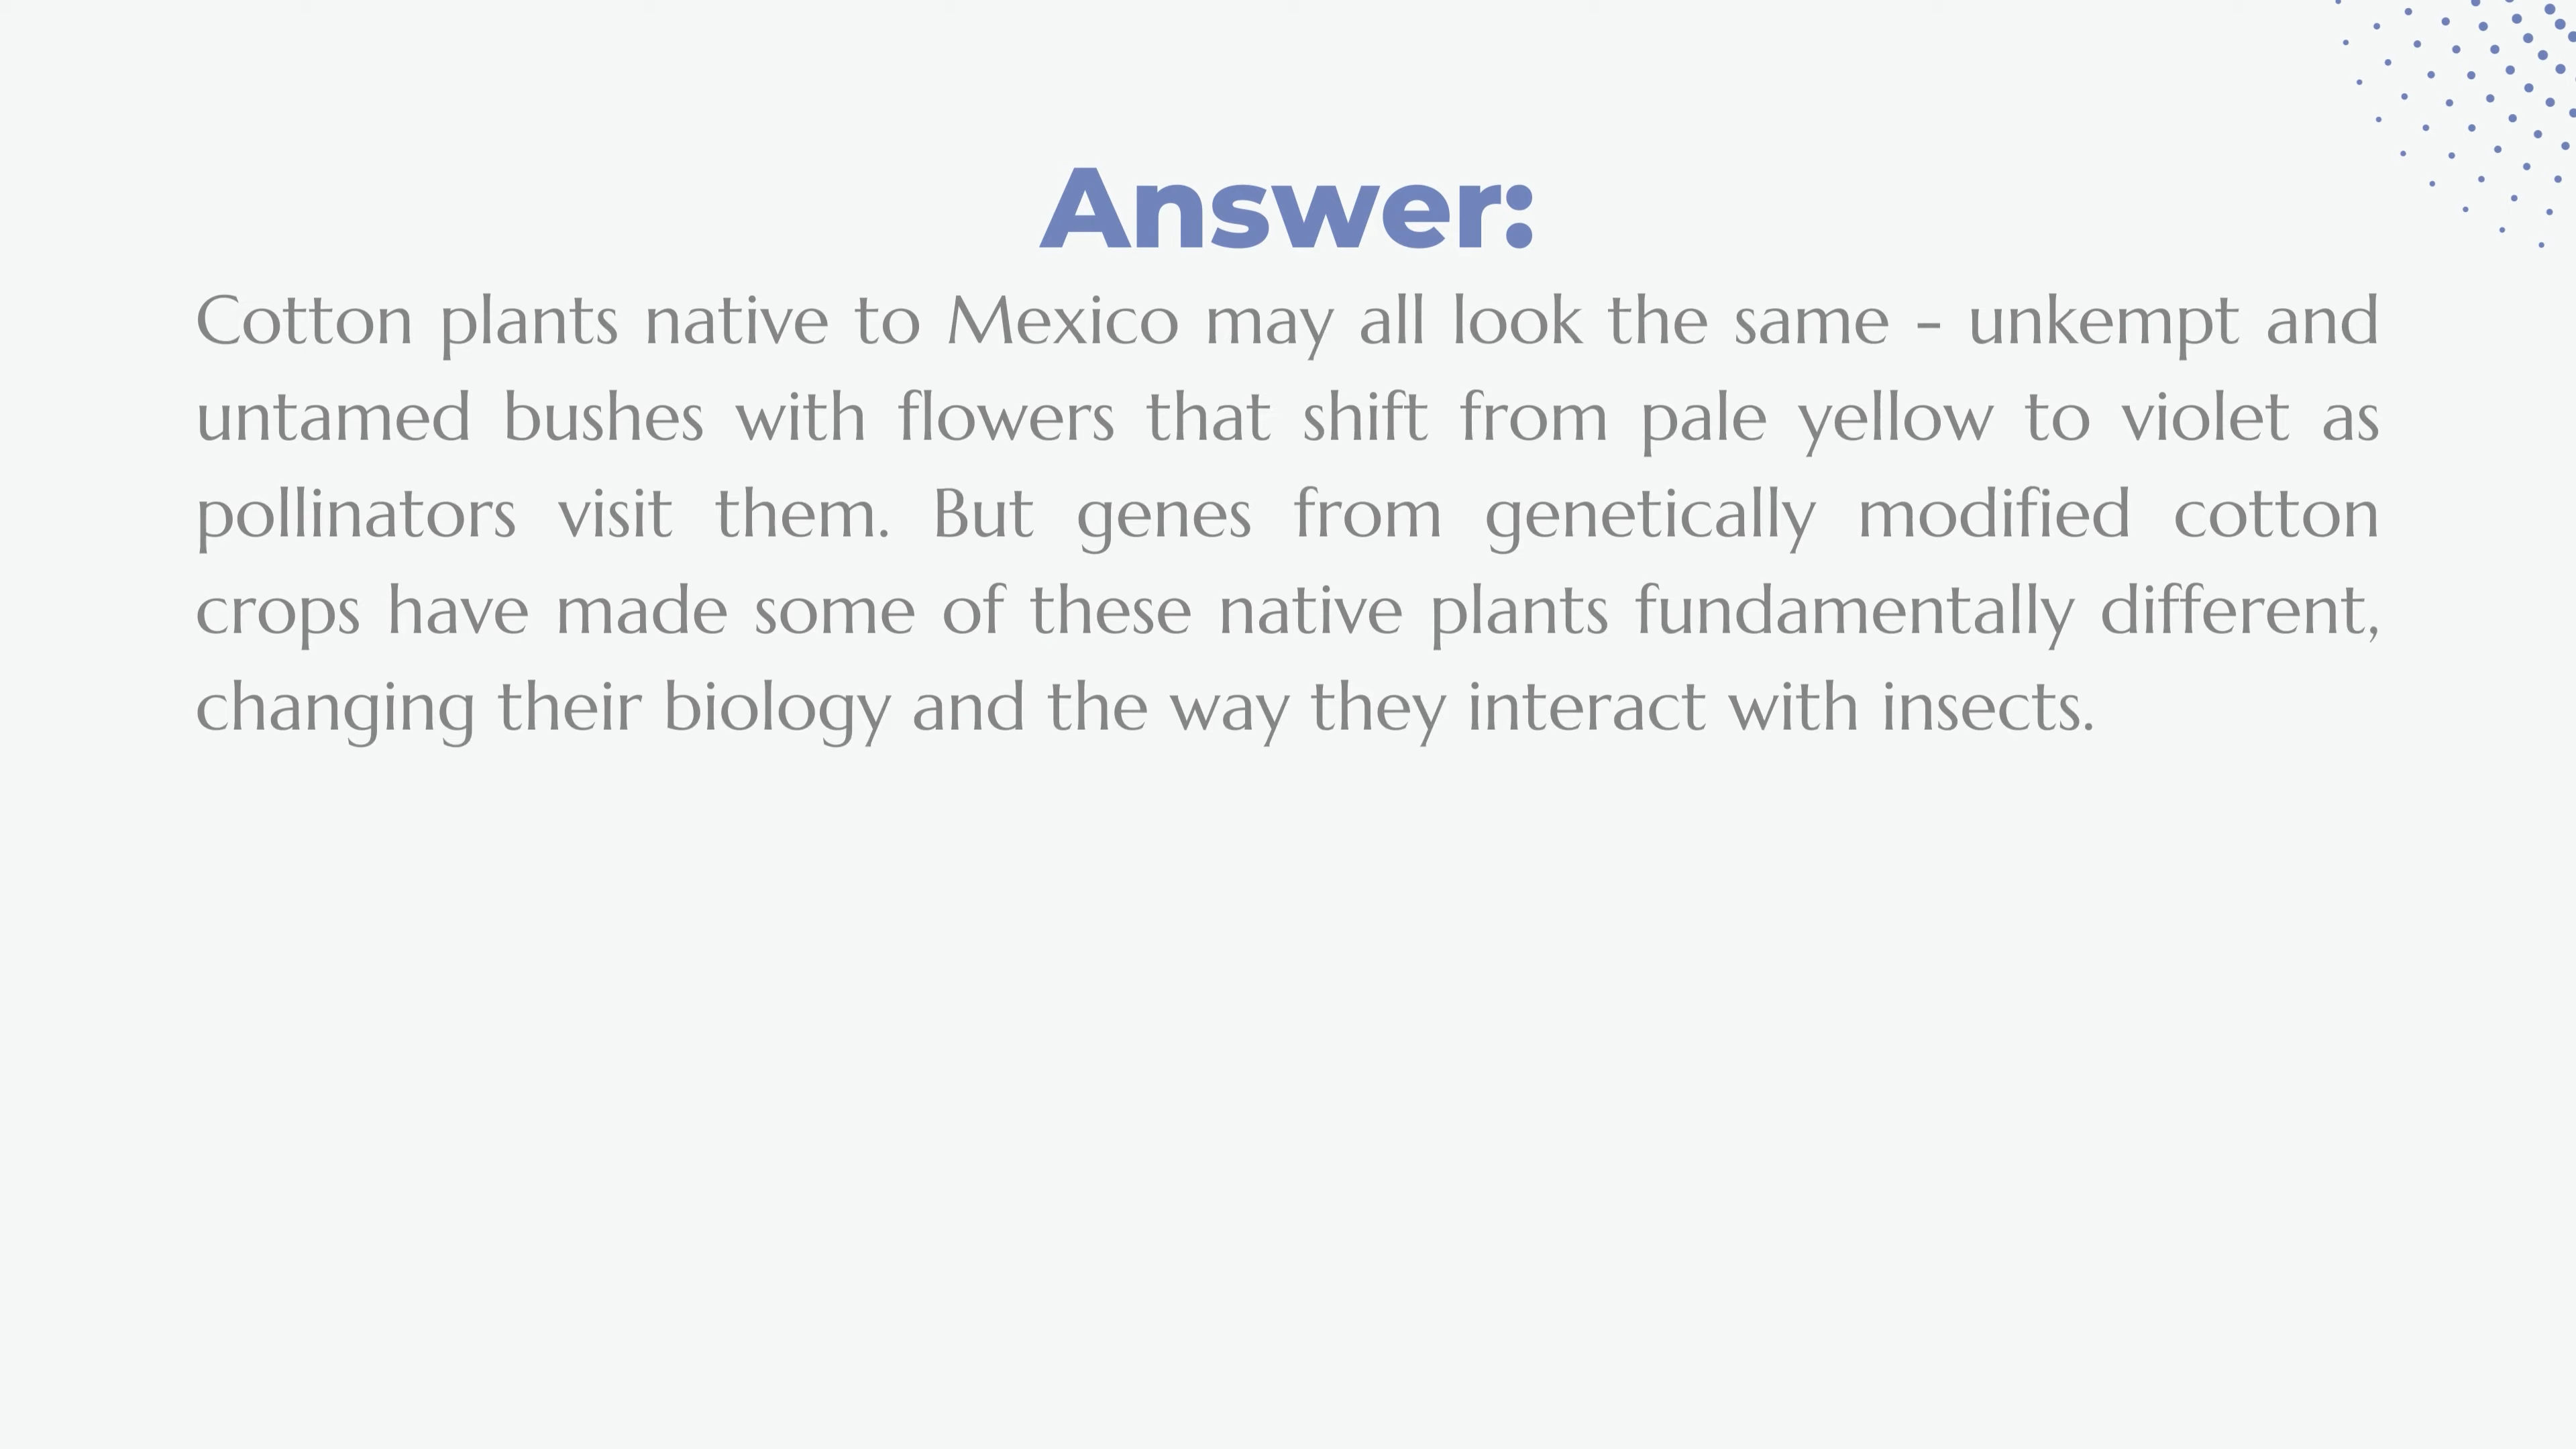 Answer:
Cotton plants native to Mexico may all look the same - unkempt and
untamed bushes with flowers that shift from pale yellow to violet as
pollinators visit them. But genes from genetically modified cotton
crops have made some of these native plants fundamentally different,
changing their biology and the way they interact with insects.